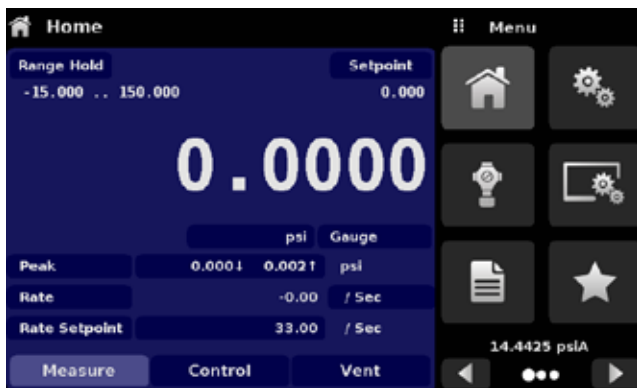 Home
Menu
Range Hold Setpoint
-15.000 .. 150.000 0.000
0.0000
psi Gauge
Peak 0.000↓ 0.002↑ psi
Rate -0.00 / Sec
Rate Setpoint 33.00 / Sec
14.4425 psiA
Measure Control Vent